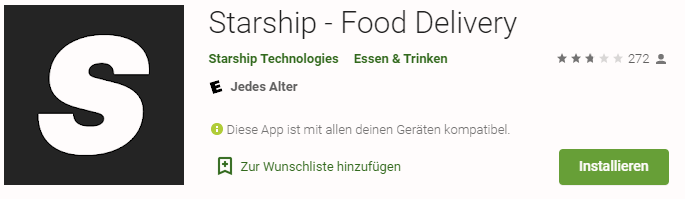 S
Starship - Food Delivery
Starship Technologies Essen & Trinken 272
E Jedes Alter
Diese App ist mit allen deinen Geräten kompatibel.
Zur Wunschliste hinzufügen Installieren